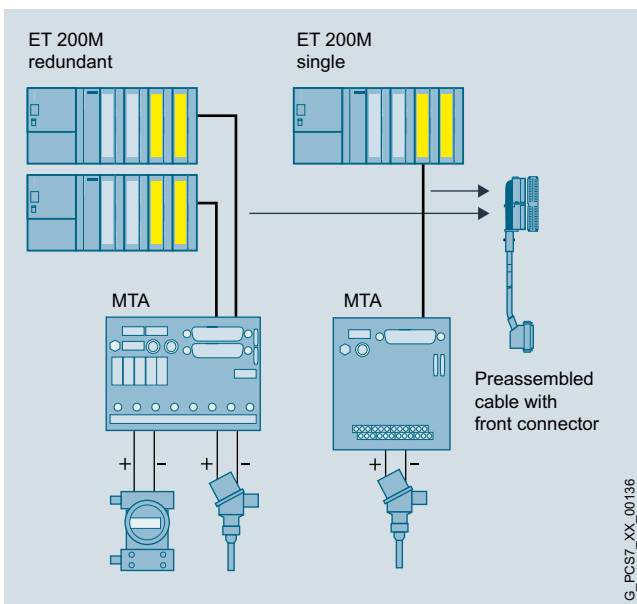 ET 200M
redundant
ET 200M
single
MTA
MTA
Preassembled
cable with
front connector
+ - + -
+ -
G_PCS7_XX_00136